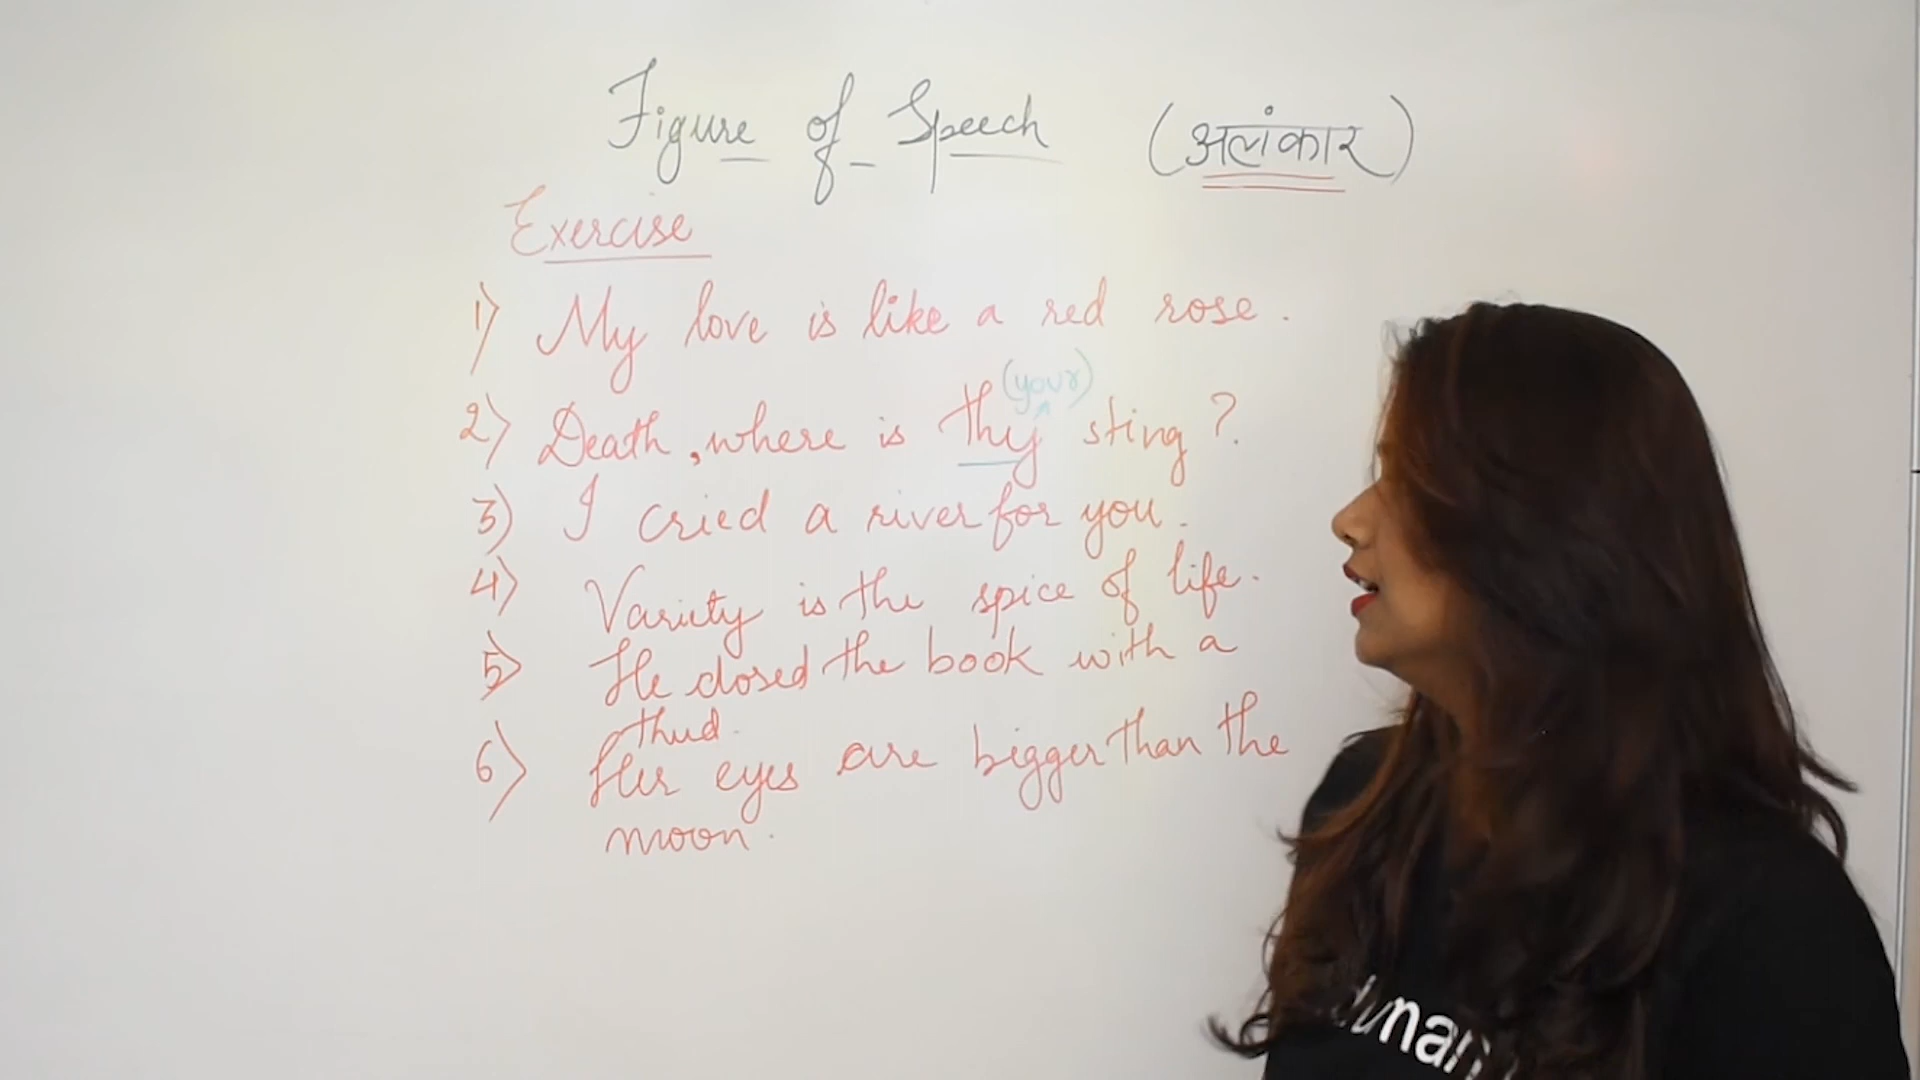 Figure of Speech (अलंकार)
Exercise
1) My love is like a red rose.
(your)
2) Death, where is thy sting?
3) I cried a river for you.
4) Variety is the spice of life.
5) He closed the book with a
thud.
6) Her eyes are bigger than the
moon.